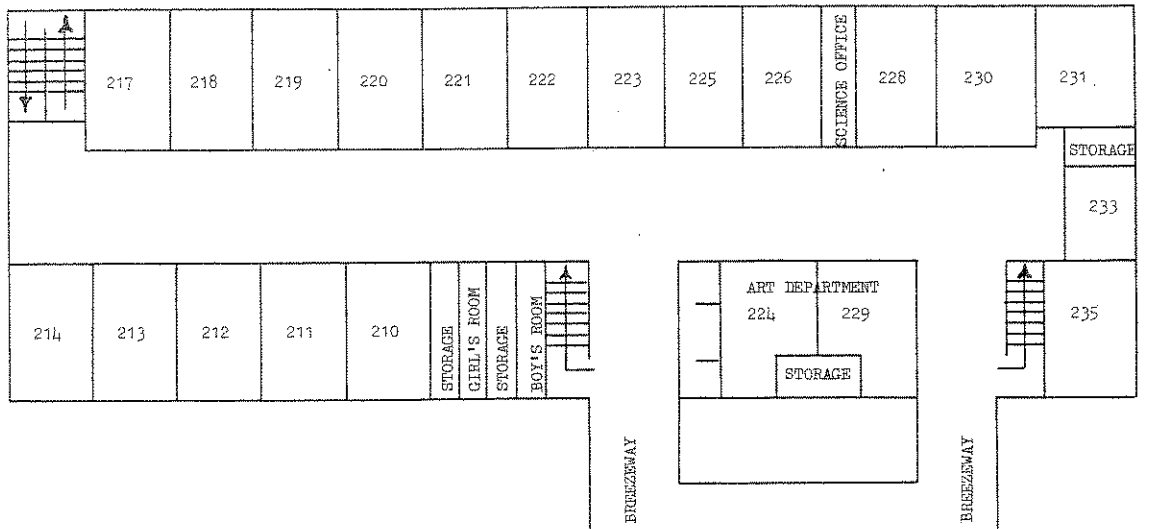 217
218
219
220
221
222
223
225
226
SCIENCE OFFICE
228
230
231
STORAGE
233
214
213
212
211
210
STORAGE
GIRL'S ROOM
STORAGE
BOY'S ROOM
ART DEPARTMENT
224
229
STORAGE
235
BREEZEWAY
BREEZEWAY